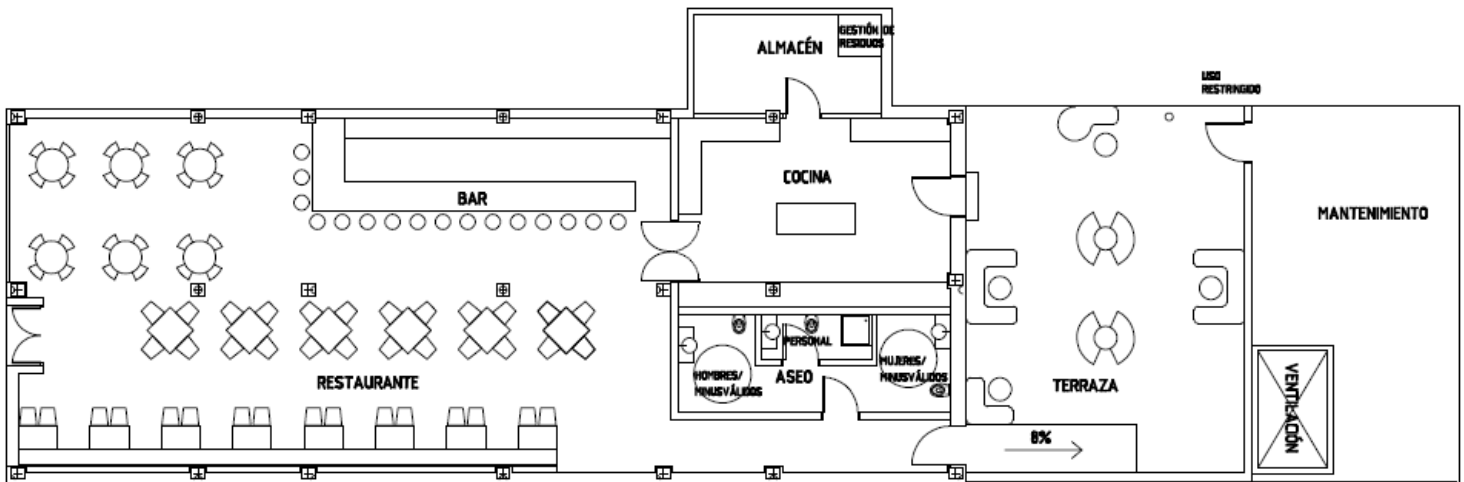 ALMACÉN
GESTIÓN DE
RESIDUOS
USO
RESTRINGIDO
COCINA
BAR
MANTENIMIENTO
PERSONAL
HOMBRES/
MINUSVÁLIDOS
ASEO
MUJERES/
MINUSVÁLIDOS
RESTAURANTE
TERRAZA
VENTILACIÓN
8%